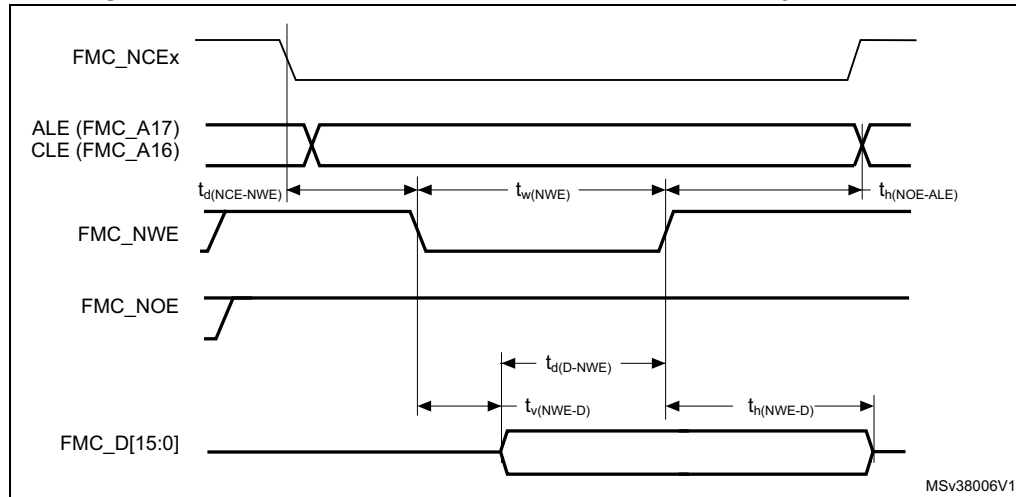 FMC_NCEx
ALE (FMC_A17)
CLE (FMC_A16)
td(NCE-NWE)
tw(NWE)
th(NOE-ALE)
FMC_NWE
FMC_NOE
td(D-NWE)
tv(NWE-D)
th(NWE-D)
FMC_D[15:0]
MSv38006V1